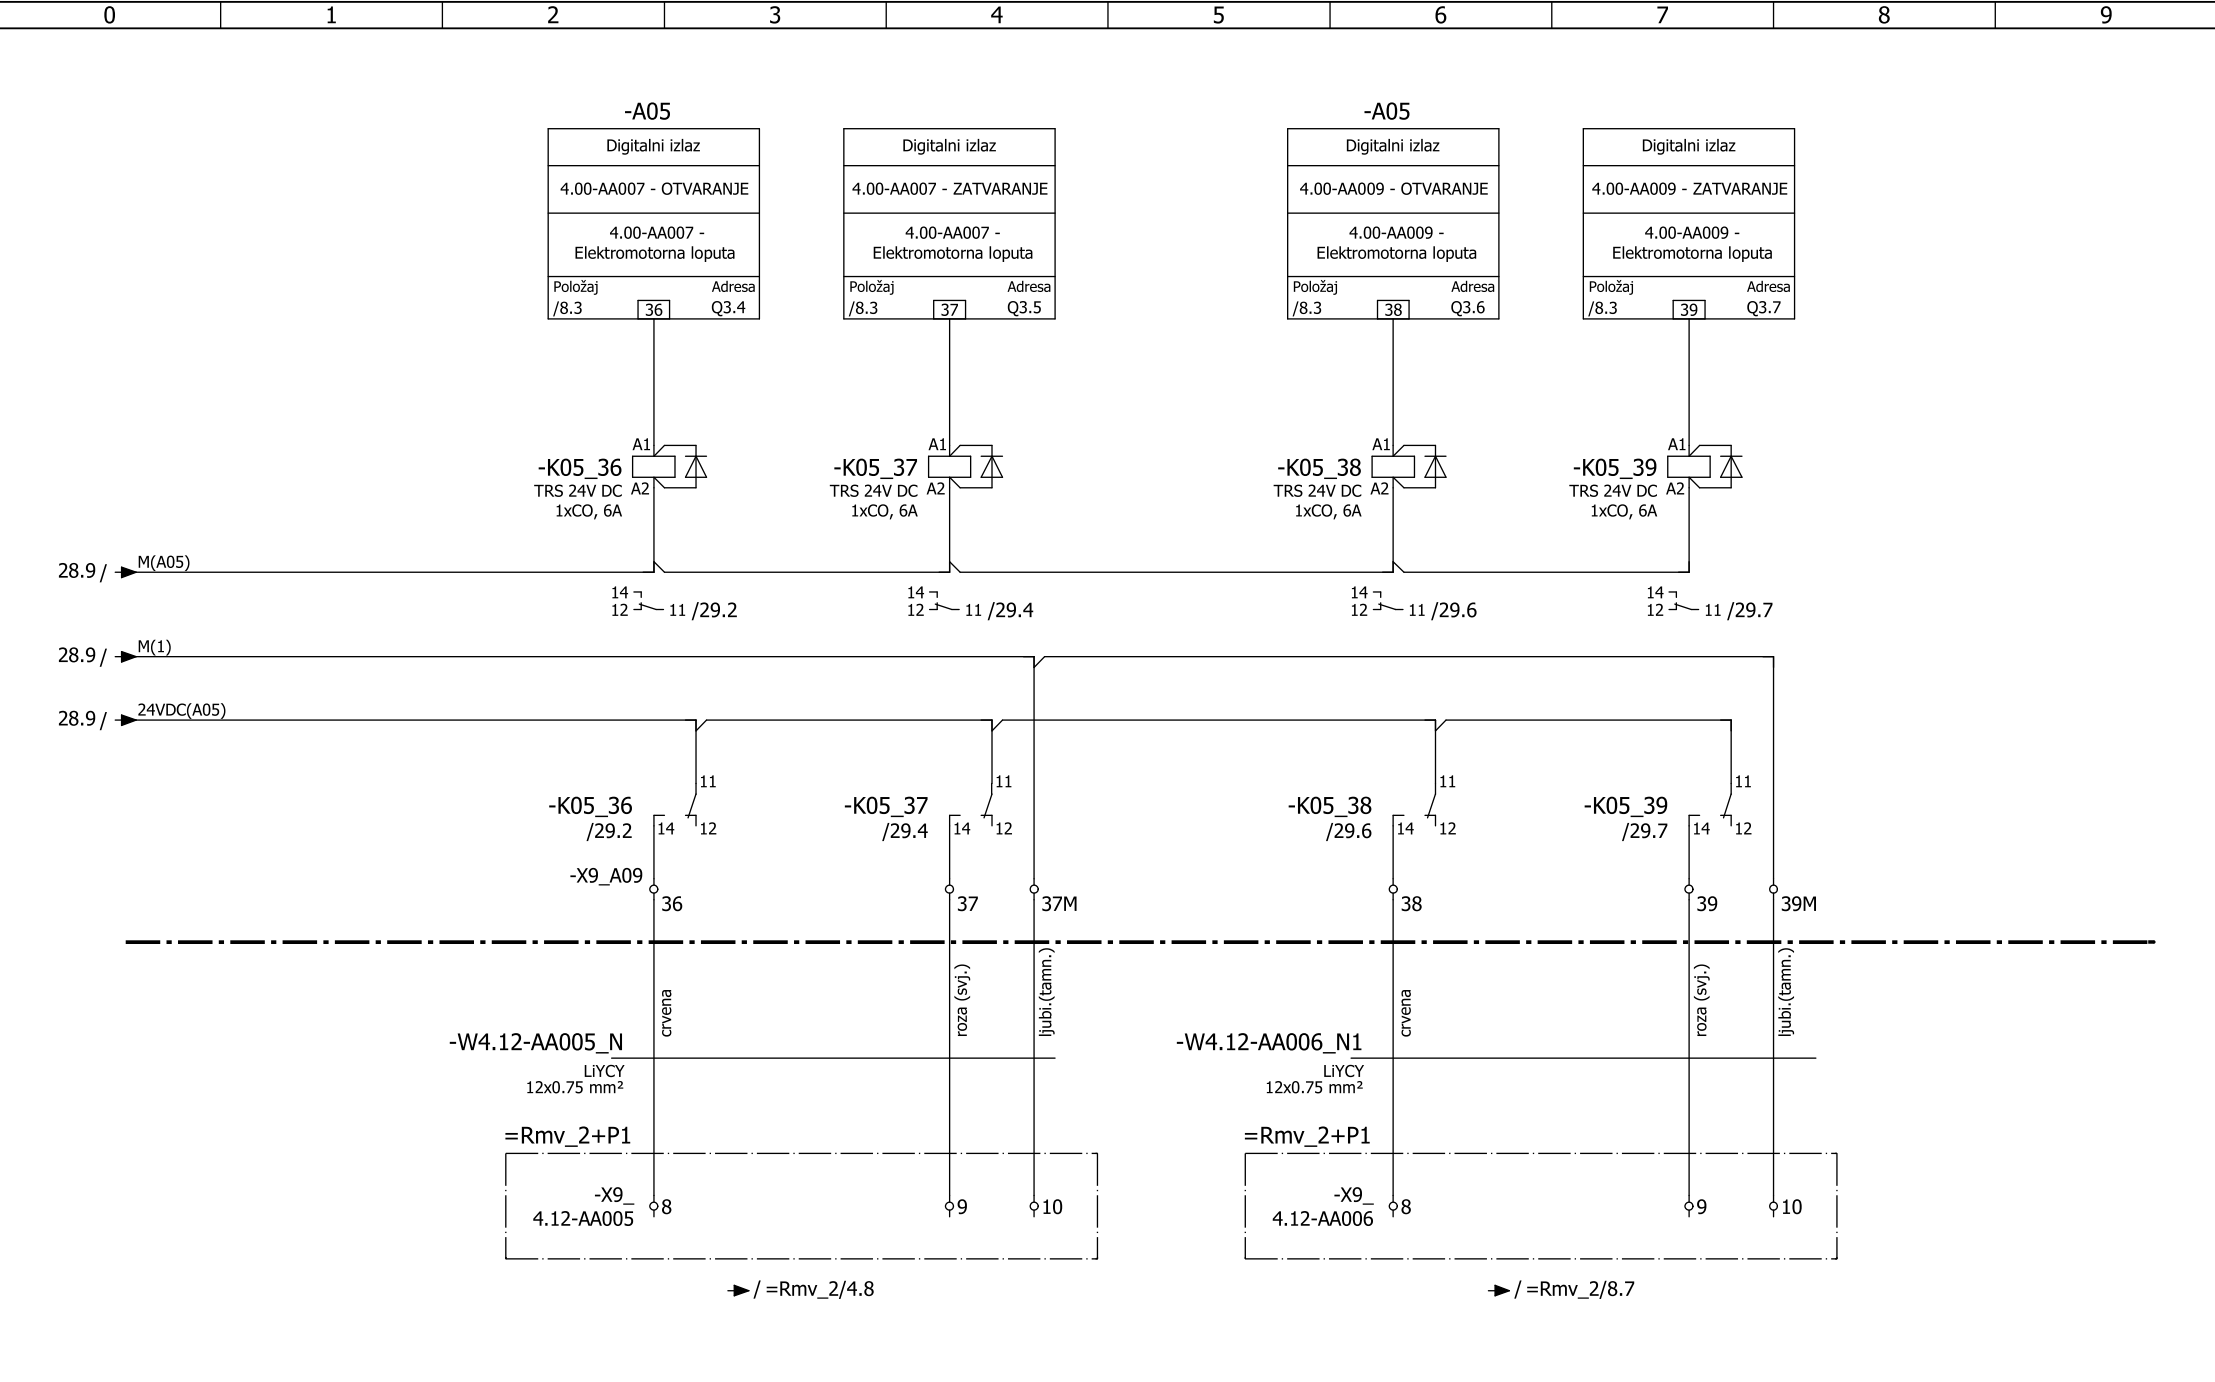 0 1 2 3 4 5 6 7 8 9
-A05 -A05
Digitalni izlaz Digitalni izlaz Digitalni izlaz Digitalni izlaz
4.00-AA007 - OTVARANJE 4.00-AA007 - ZATVARANJE 4.00-AA009 - OTVARANJE 4.00-AA009 - ZATVARANJE
4.00-AA007 - 4.00-AA007 - 4.00-AA009 - 4.00-AA009 -
Elektromotorna loputa Elektromotorna loputa Elektromotorna loputa Elektromotorna loputa
Položaj Adresa Položaj Adresa Položaj Adresa Položaj Adresa
/8.3 36 Q3.4 /8.3 37 Q3.5 /8.3 38 Q3.6 /8.3 39 Q3.7
A1 A1 A1 A1
-K05_36 -K05_37 -K05_38 -K05_39
TRS 24V DC A2 TRS 24V DC A2 TRS 24V DC A2 TRS 24V DC A2
1xCO, 6A 1xCO, 6A 1xCO, 6A 1xCO, 6A
28.9 / M(A05)
14 14 14 14
12 11 /29.2 12 11 /29.4 12 11 /29.6 12 11 /29.7
28.9 / M(1)
28.9 / 24VDC(A05)
11 11 11 11
-K05_36 -K05_37 -K05_38 -K05_39
/29.2 14 12 /29.4 14 12 /29.6 14 12 /29.7 14 12
-X9_A09
36 37 37M 38 39 39M
crvena roza (svj.) ljubi.(tamn.) crvena roza (svj.) ljubi.(tamn.)
-W4.12-AA005_N -W4.12-AA006_N1
LiYCY LiYCY
12x0.75 mm² 12x0.75 mm²
=Rmv_2+P1 =Rmv_2+P1
-X9_ 8 9 10 -X9_ 8 9 10
4.12-AA005 4.12-AA006
/ =Rmv_2/4.8 / =Rmv_2/8.7